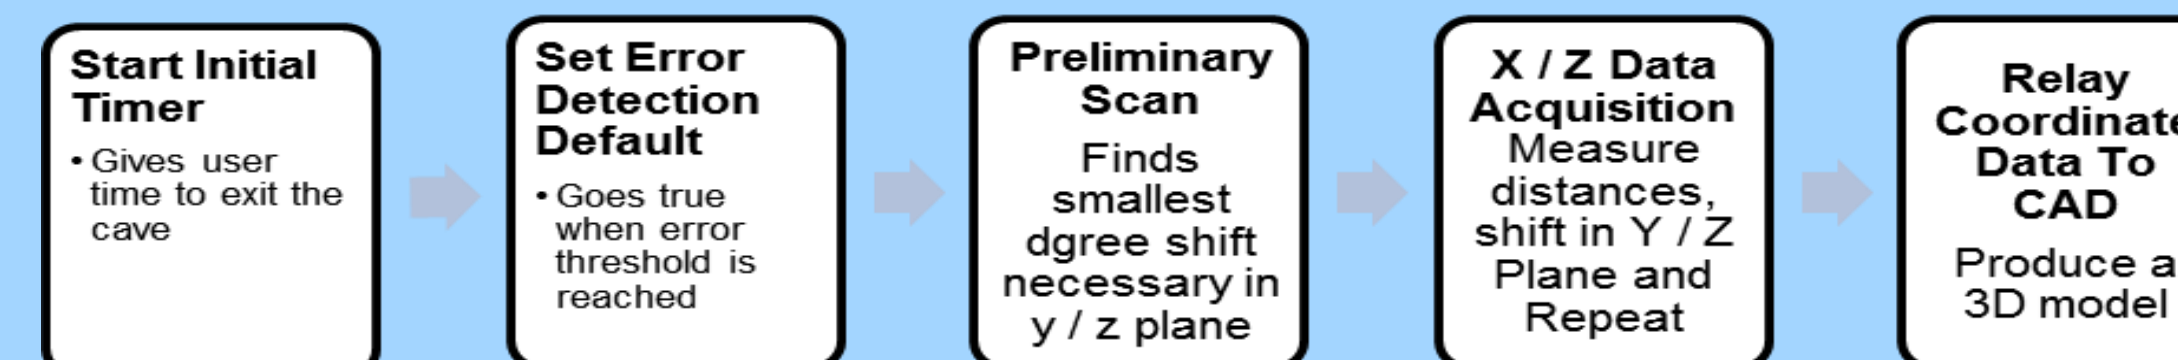 Start Initial
Timer
• Gives user
time to exit the
cave
Set Error
Detection
Default
• Goes true
when error
threshold is
reached
Preliminary
Scan
Finds
smallest
dgree shift
necessary in
y / z plane
X / Z Data
Acquisition
Measure
distances,
shift in Y / Z
Plane and
Repeat
Relay
Coordinate
Data To
CAD
Produce a
3D model